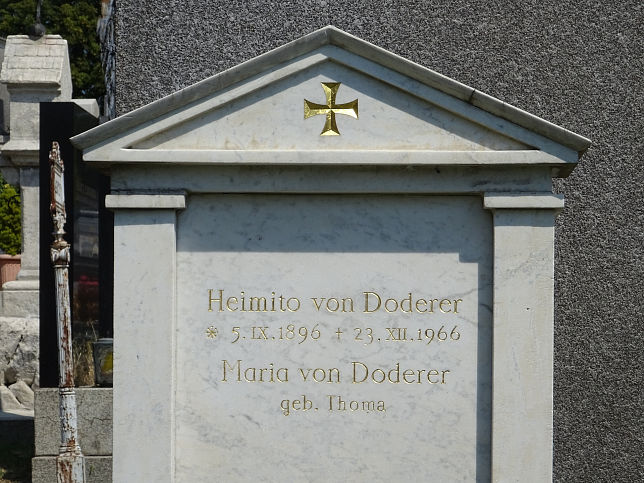 Heimito von Doderer
* 5.IX.1896 + 23.XII.1966
Maria von Doderer
geb. Thoma